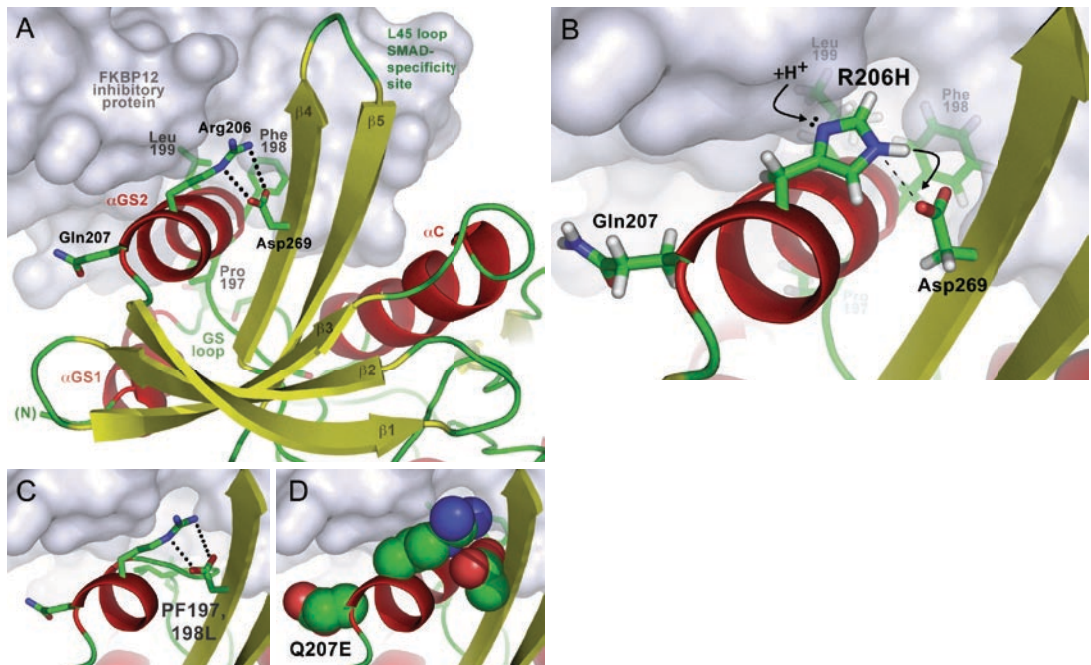 A
FKBP12
inhibitory
protein
L45 loop
SMAD-
specificity
site
β4
β5
Arg206
Leu
199
Phe
198
αGS2
Gln207
Asp269
αC
Pro
197
β3
GS
loop
αGS1
β2
(N)
β1
B
Leu
199
+H+
R206H
Phe
198
Gln207
Asp269
Pro
197
C
PF197,
198L
D
Q207E